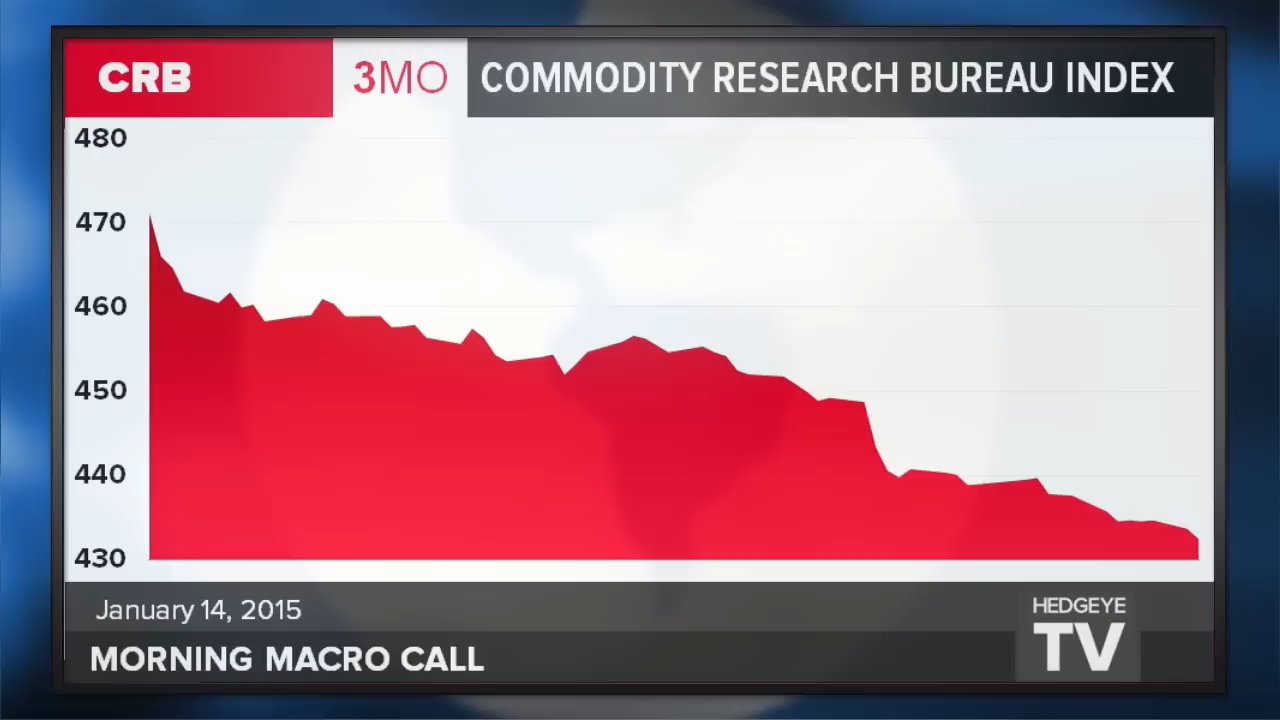 CRB 3MO COMMODITY RESEARCH BUREAU INDEX
480
470
460
450
440
430
January 14, 2015
MORNING MACRO CALL
HEDGEYE
TV